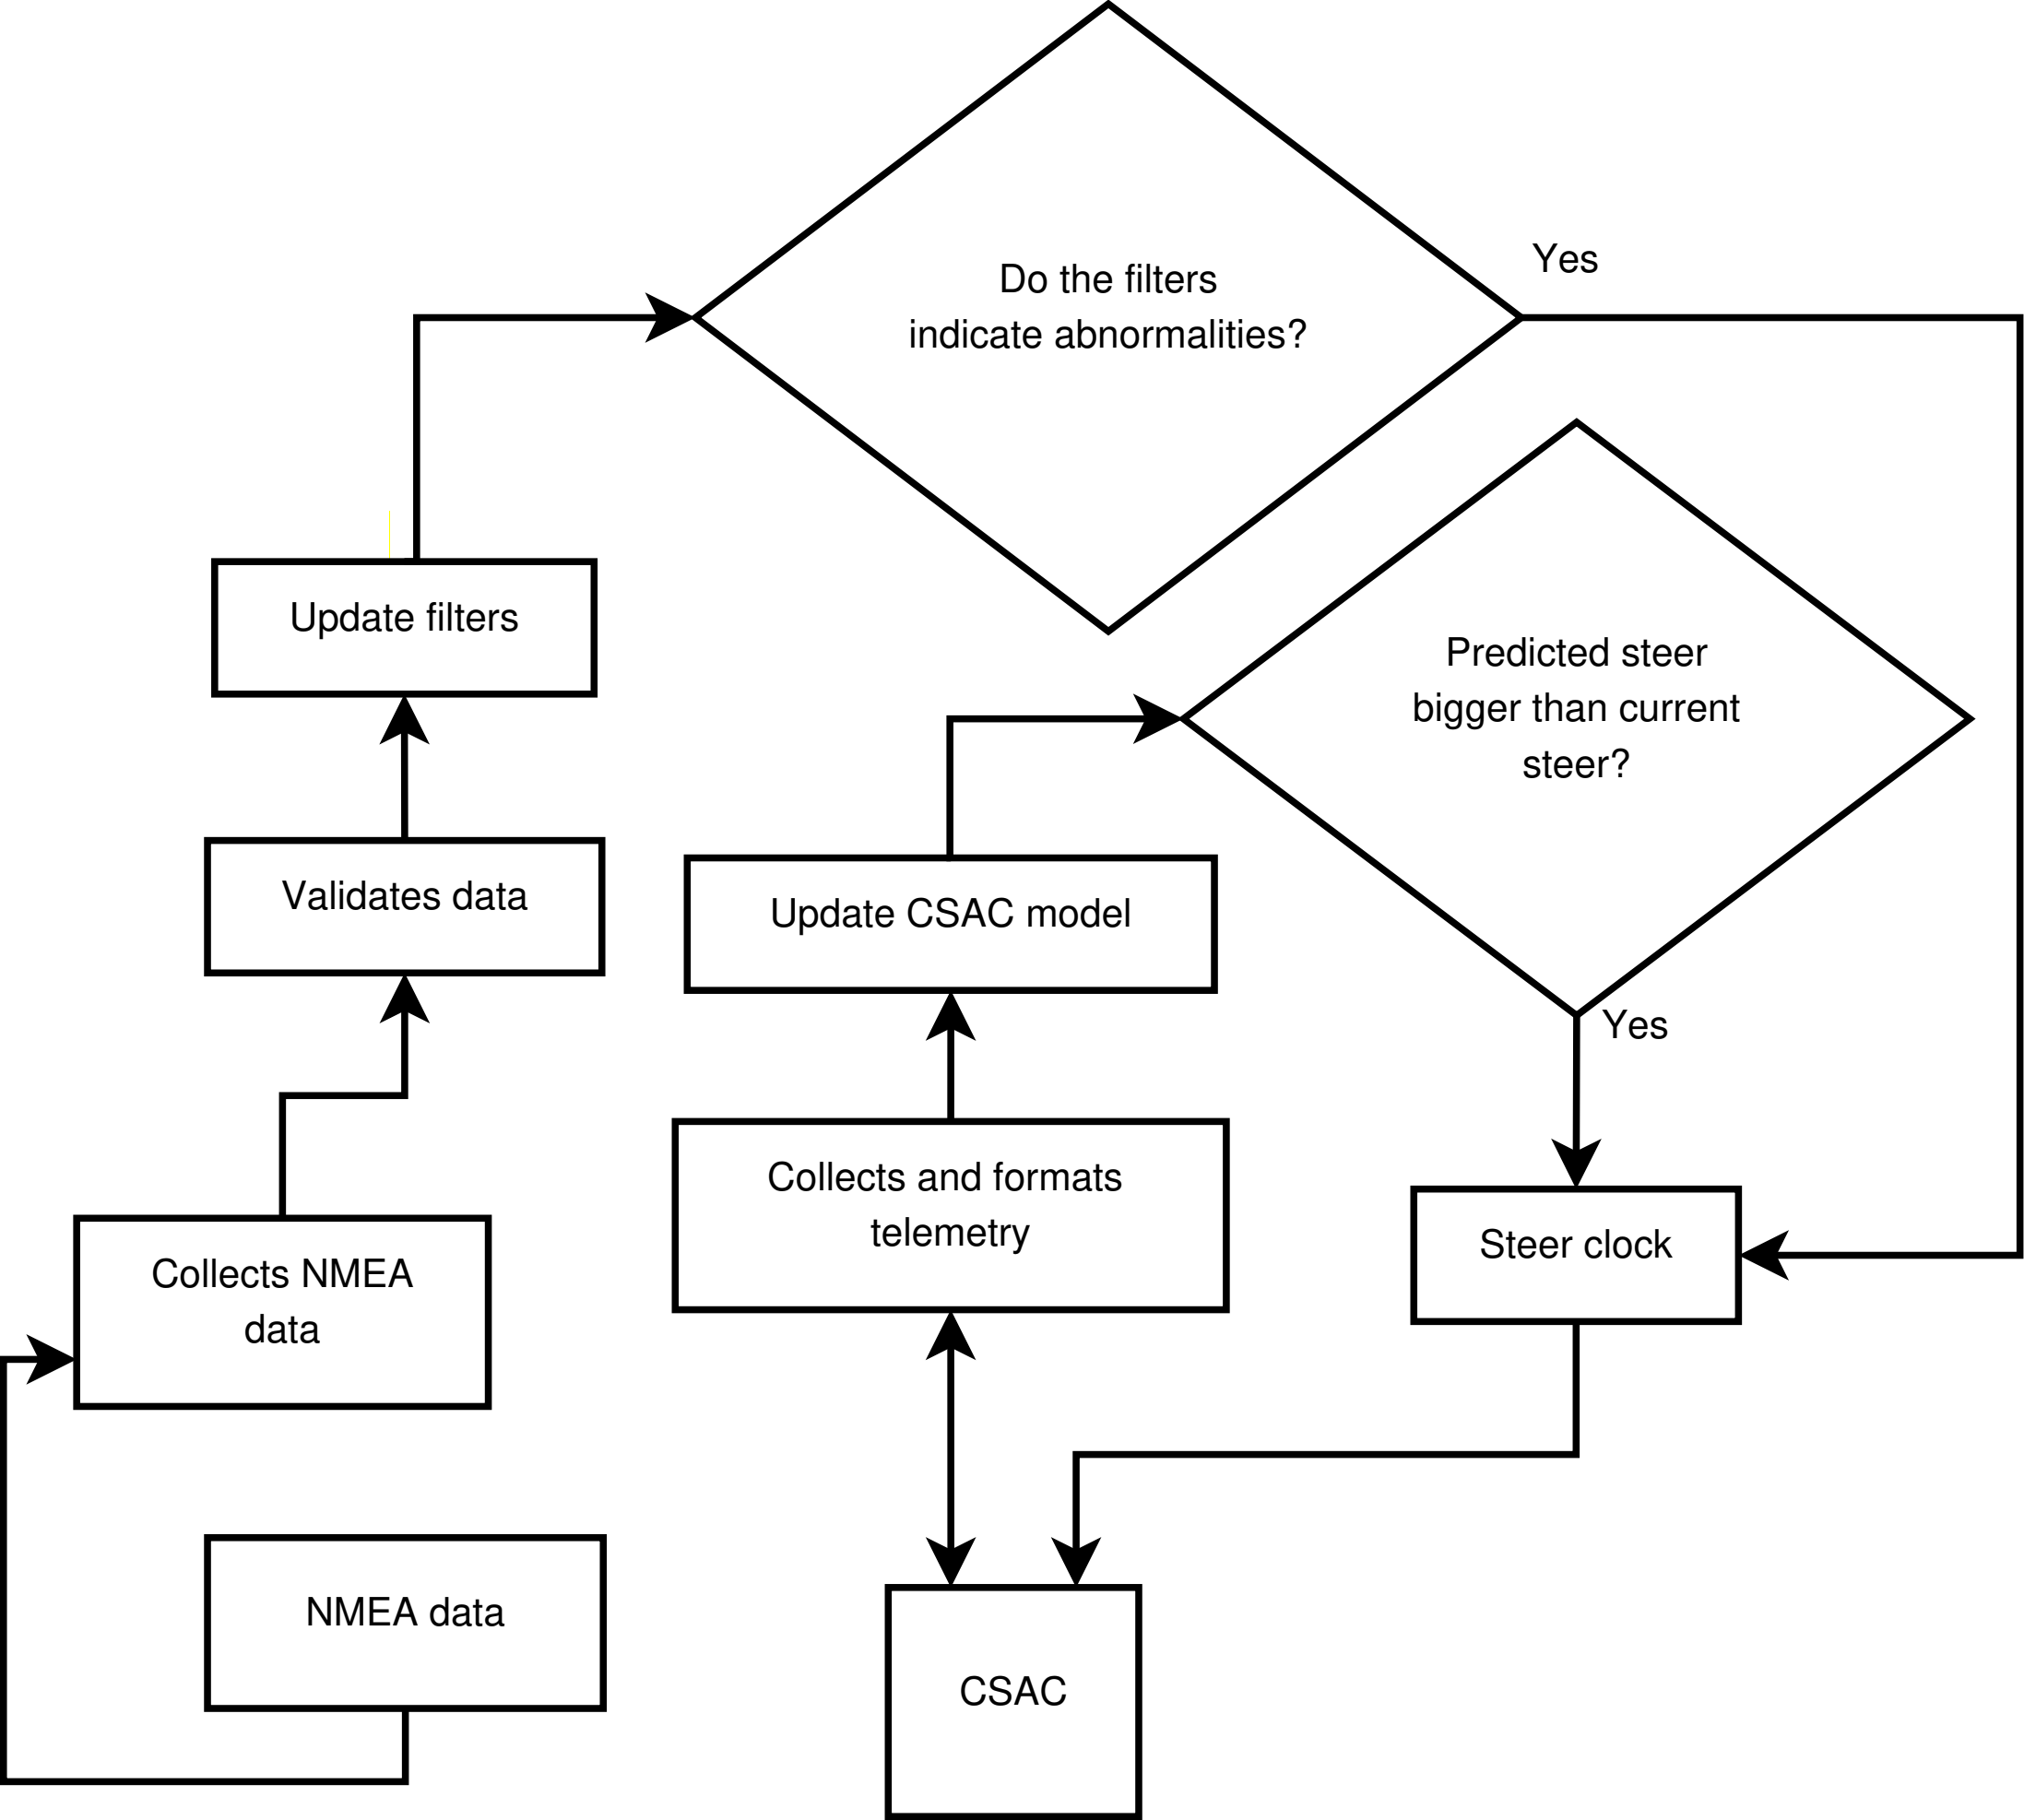 Yes
Do the filters
indicate abnormalities?
Update filters
Predicted steer
bigger than current
steer?
Validates data
Update CSAC model
Yes
Collects and formats
telemetry
Steer clock
Collects NMEA
data
NMEA data
CSAC